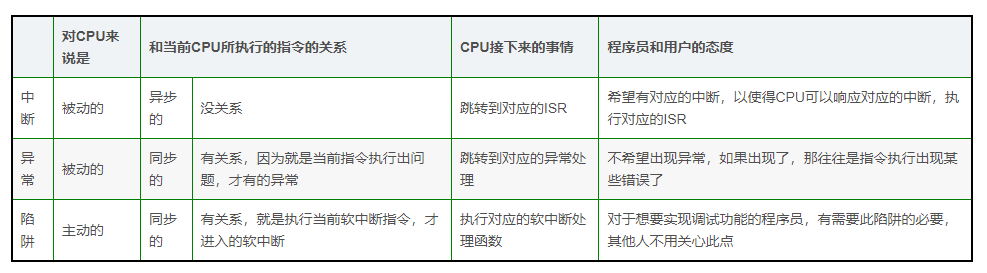 对CPU来
说是
和当前CPU所执行的指令的关系
CPU接下来的事情
程序员和用户的态度
中
断
被动的
异步
的
没关系
跳转到对应的ISR
希望有对应的中断，以使得CPU可以响应对应的中断，执
行对应的ISR
异
常
被动的
同步
的
有关系，因为就是当前指令执行出问
题，才有的异常
跳转到对应的异常处
理
不希望出现异常，如果出现了，那往往是指令执行出现某
些错误了
陷
阱
主动的
同步
的
有关系，就是执行当前软中断指令，才
进入的软中断
执行对应的软中断处
理函数
对于想要实现调试功能的程序员，有需要此陷阱的必要，
其他人不用关心此点